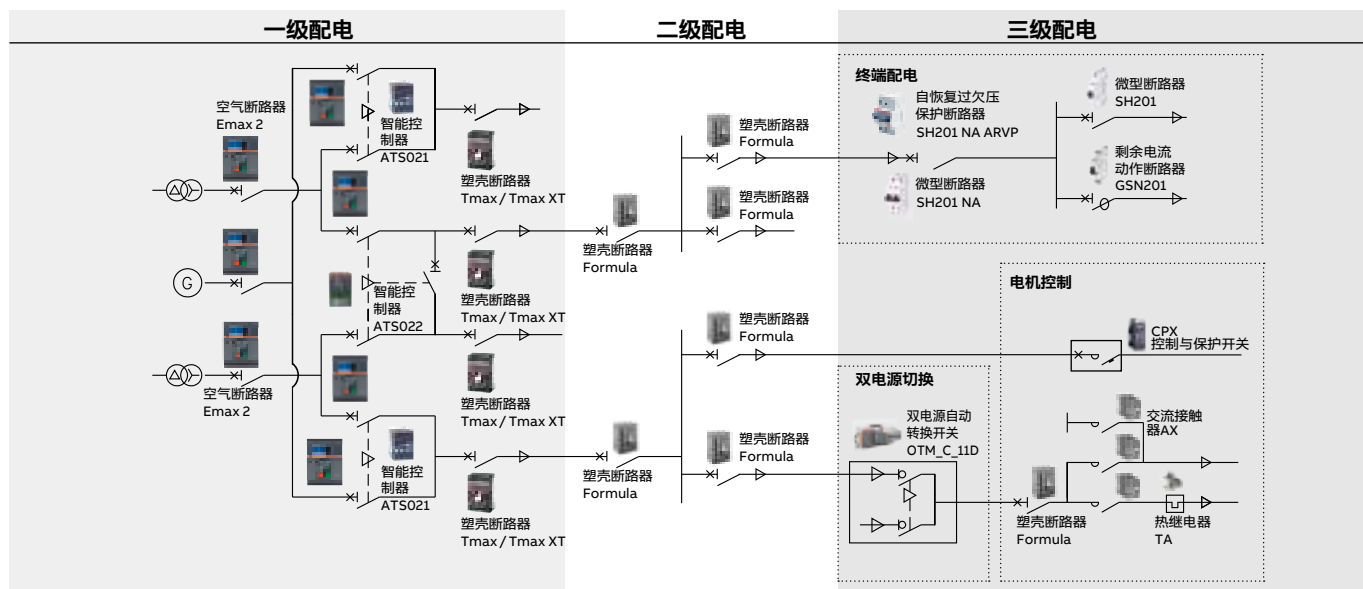 一级配电
二级配电
三级配电
空气断路器
Emax 2
智能控
制器
ATS021
塑壳断路器
Tmax / Tmax XT
G
智能控
制器
ATS022
塑壳断路器
Tmax / Tmax XT
空气断路器
Emax 2
塑壳断路器
Tmax / Tmax XT
智能控
制器
ATS021
塑壳断路器
Tmax / Tmax XT
塑壳断路器
Formula
塑壳断路器
Formula
塑壳断路器
Formula
塑壳断路器
Formula
塑壳断路器
Formula
塑壳断路器
Formula
终端配电
自恢复过欠压
保护断路器
SH201 NA ARVP
微型断路器
SH201 NA
微型断路器
SH201
剩余电流
动作断路器
GSN201
双电源切换
双电源自动
转换开关
OTM_C_11D
电机控制
CPX
控制与保护开关
交流接触
器AX
塑壳断路器
Formula
热继电器
TA